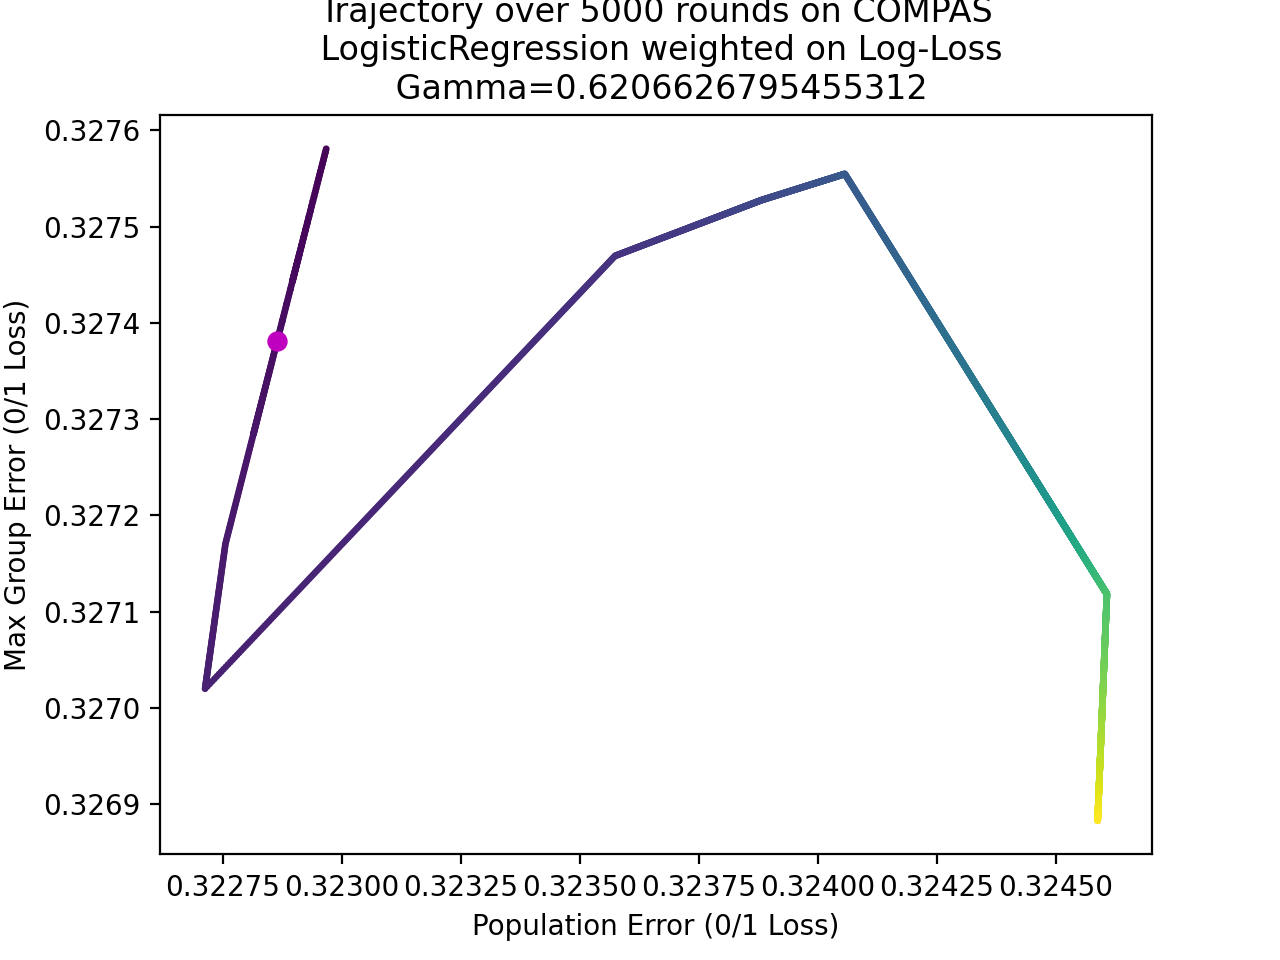 Trajectory over 5000 rounds on COMPAS
LogisticRegression weighted on Log-Loss
Gamma=0.6206626795455312
Max Group Error (0/1 Loss)
0.3276
0.3275
0.3274
0.3273
0.3272
0.3271
0.3270
0.3269
0.32275 0.32300 0.32325 0.32350 0.32375 0.32400 0.32425 0.32450
Population Error (0/1 Loss)